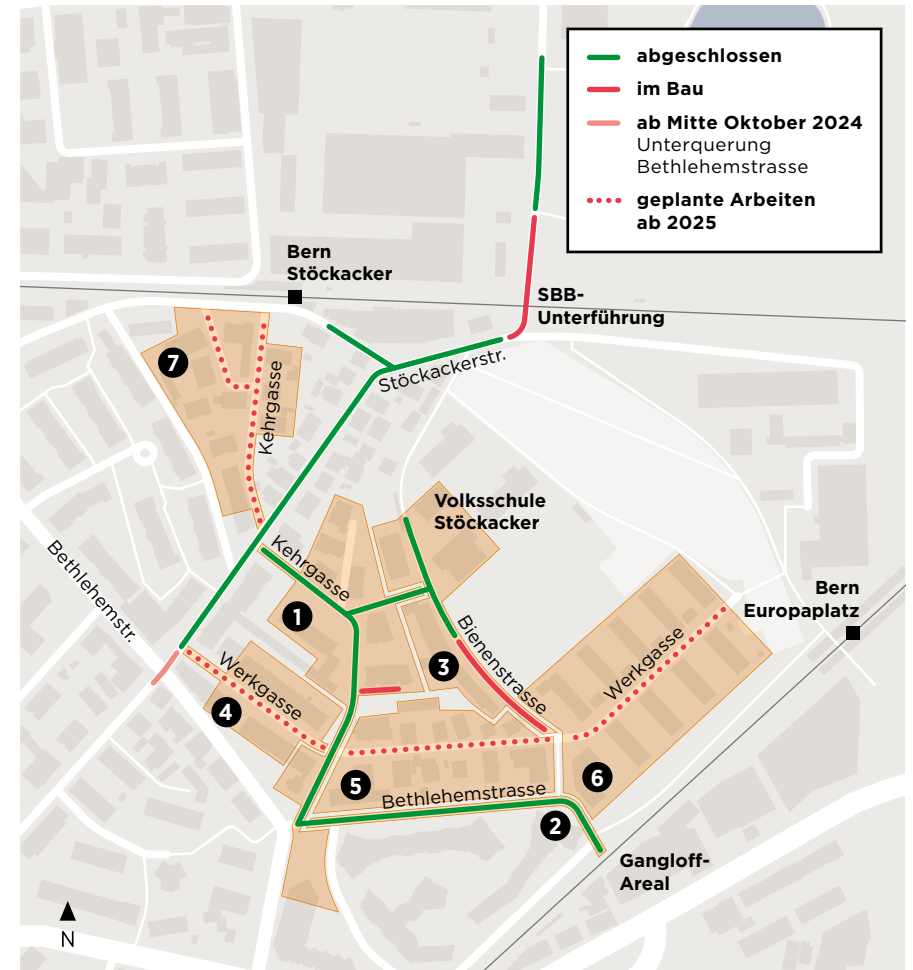 abgeschlossen
im Bau
ab Mitte Oktober 2024
Unterquerung
Bethlehemstrasse
geplante Arbeiten
ab 2025
Bern
Stöckacker
SBB-
Unterführung
7
Stöckackerstr.
Kehrgasse
Volksschule
Stöckacker
Kehrgasse
Bethlehemstr.
1
Bern
Europaplatz
Bienenstrasse
3
Werkgasse
Werkgasse
4
5
6
Bethlehemstrasse
2
Gangloff-
Areal
N